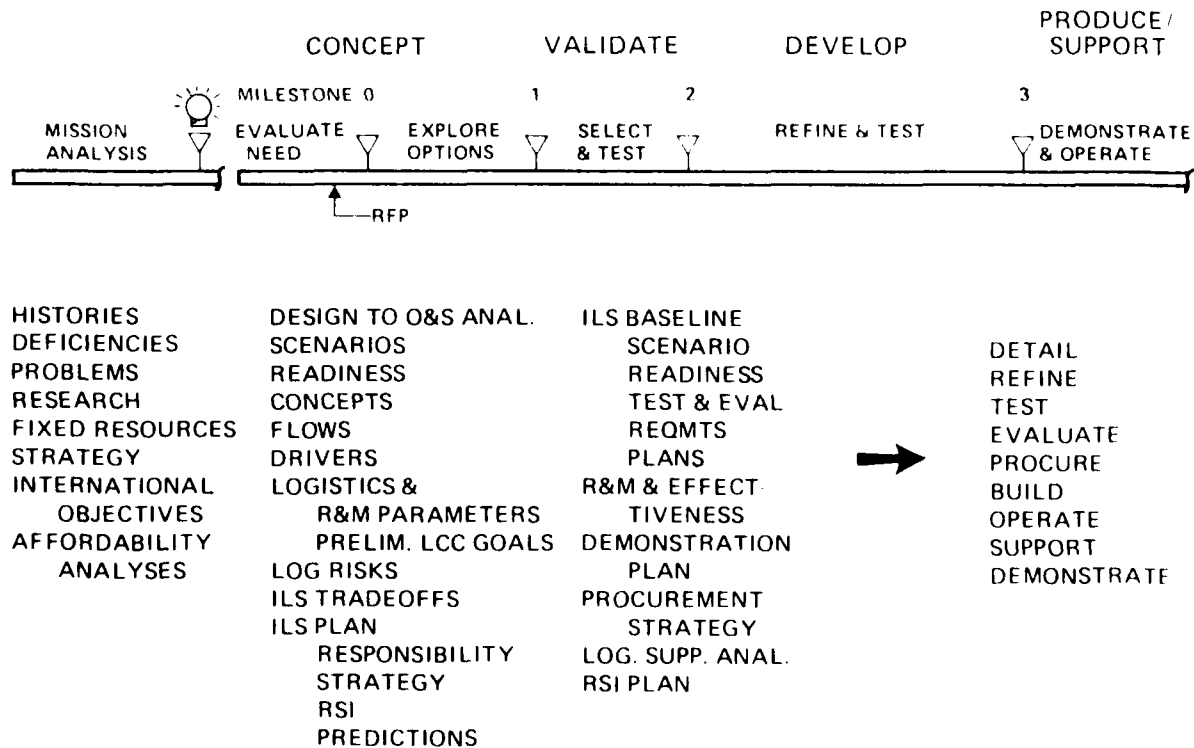 PRODUCE/
CONCEPT VALIDATE DEVELOP SUPPORT
MILESTONE 0 1 2 3
MISSION EVALUATE EXPLORE SELECT REFINE & TEST DEMONSTRATE
ANALYSIS NEED OPTIONS & TEST & OPERATE
RFP
HISTORIES
DEFICIENCIES
PROBLEMS
RESEARCH
FIXED RESOURCES
STRATEGY
INTERNATIONAL
OBJECTIVES
AFFORDABILITY
ANALYSES
DESIGN TO O&S ANAL.
SCENARIOS
READINESS
CONCEPTS
FLOWS
DRIVERS
LOGISTICS &
R&M PARAMETERS
PRELIM. LCC GOALS
LOG RISKS
ILS TRADEOFFS
ILS PLAN
RESPONSIBILITY
STRATEGY
RSI
PREDICTIONS
ILS BASELINE
SCENARIO
READINESS
TEST & EVAL
REQMTS
PLANS
R&M & EFFECT-
TIVENESS
DEMONSTRATION
PLAN
PROCUREMENT
STRATEGY
LOG. SUPP. ANAL.
RSI PLAN
DETAIL
REFINE
TEST
EVALUATE
PROCURE
BUILD
OPERATE
SUPPORT
DEMONSTRATE